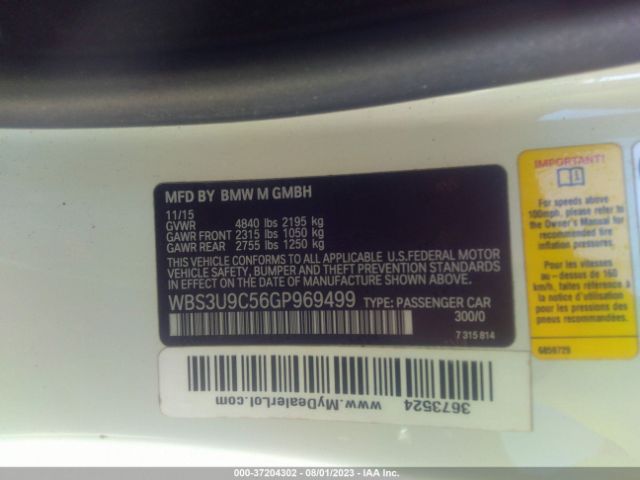 MFD BY BMW M GMBH
11/15
GVWR 4840 lbs 2195 kg
GAWR FRONT 2315 lbs 1050 kg
GAWR REAR 2755 lbs 1250 kg
THIS VEHICLE CONFORMS TO ALL APPLICABLE U.S.FEDERAL MOTOR
VEHICLE SAFETY, BUMPER AND THEFT PREVENTION STANDARDS IN
EFFECT ON THE DATE OF MANUFACTURE SHOWN ABOVE.
WBS3U9C56GP969499 TYPE: PASSENGER CAR
300/0
7 315 814
IMPORTANT!
For speeds above
100mph, please refer to
the Owner's Manual for
tire inflation
pressures.
Pour les vitesses au
-dessus de 160
km/h, faites référence
au manuel d'utilisation
pour les pressions
des pneus.
6859729
www.MyDealerLol.com 3673524
000-37204302 - 08/01/2023 - IAA Inc.